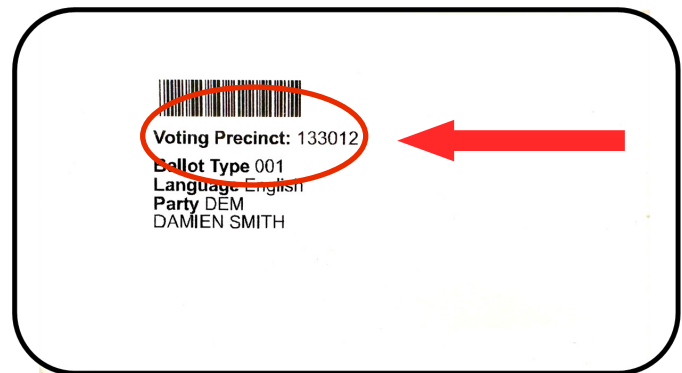 Voting Precinct: 133012
Ballot Type 001
Language English
Party DEM
DAMIEN SMITH